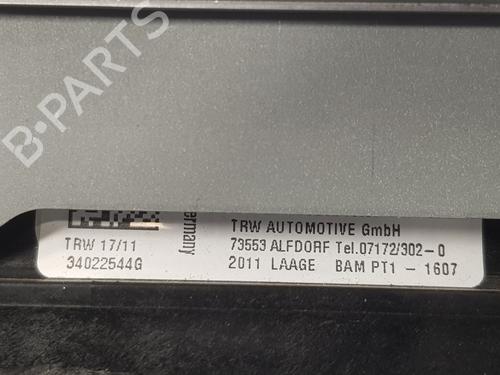 B-PARTS
TRW 17/11
34022544G
ermany
TRW AUTOMOTIVE GmbH
73553 ALFDORF Tel.07172/302-0
2011 LAAGE BAM PT1 - 1607